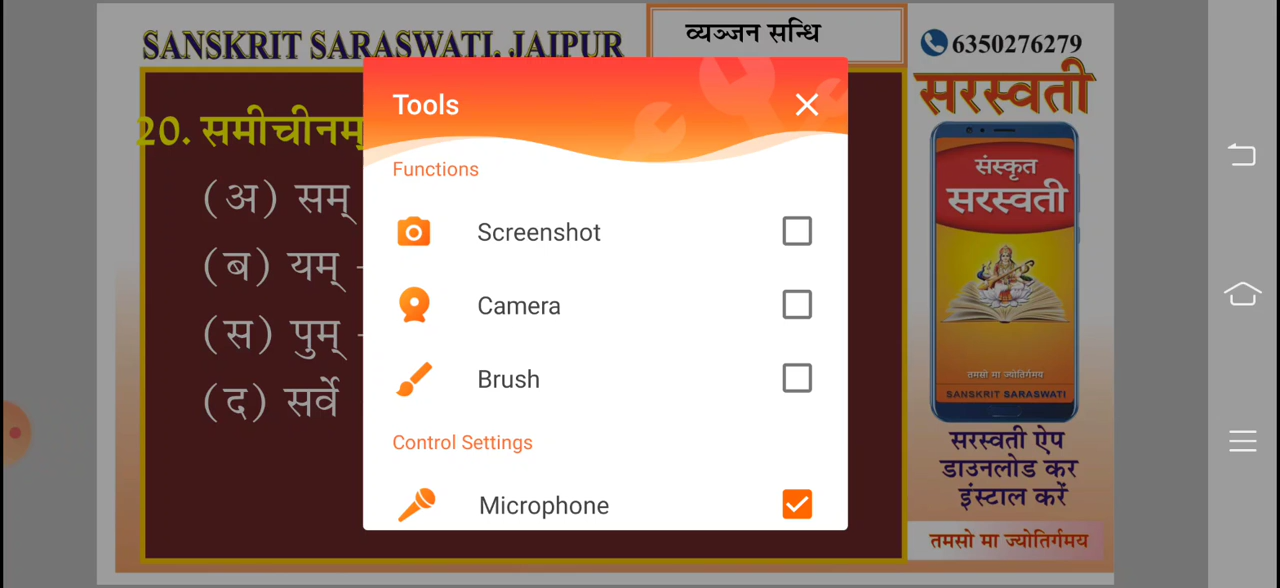 SANSKRIT SARASWATI, JAIPUR
व्यञ्जन सन्धि
6350276279
20. समीचीनम्
(अ) सम्
(ब) यम् -
(स) पुम् -
(द) सर्वे
Tools
Functions
Screenshot
Camera
Brush
Control Settings
Microphone
सरस्वती
संस्कृत
सरस्वती
तमसो मा ज्योतिर्गमय
SANSKRIT SARASWATI
सरस्वती ऐप
डाउनलोड कर
इंस्टाल करें
तमसो मा ज्योतिर्गमय